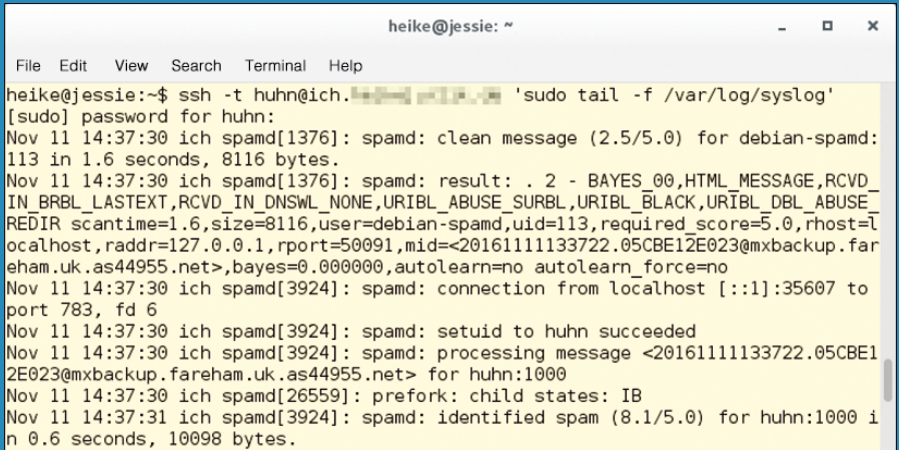 heike@jessie: ~
File Edit View Search Terminal Help
heike@jessie:~$ ssh -t huhn@ich. 'sudo tail -f /var/log/syslog'
[sudo] password for huhn:
Nov 11 14:37:30 ich spamd[1376]: spamd: clean message (2.5/5.0) for debian-spamd:
113 in 1.6 seconds, 8116 bytes.
Nov 11 14:37:30 ich spamd[1376]: spamd: result: . 2 - BAYES_00,HTML_MESSAGE,RCVD_
IN_BRBL_LASTEXT,RCVD_IN_DNSWL_NONE,URIBL_ABUSE_SURBL,URIBL_BLACK,URIBL_DBL_ABUSE_
REDIR scantime=1.6,size=8116,user=debian-spamd,uid=113,required_score=5.0,rhost=l
ocalhost,raddr=127.0.0.1,rport=50091,mid=<20161111133722.05CBE12E023@mxbackup.far
eham.uk.as44955.net>,bayes=0.000000,autolearn=no autolearn_force=no
Nov 11 14:37:30 ich spamd[3924]: spamd: connection from localhost [::1]:35607 to
port 783, fd 6
Nov 11 14:37:30 ich spamd[3924]: spamd: setuid to huhn succeeded
Nov 11 14:37:30 ich spamd[3924]: spamd: processing message <20161111133722.05CBE1
2E023@mxbackup.fareham.uk.as44955.net> for huhn:1000
Nov 11 14:37:30 ich spamd[26559]: prefork: child states: IB
Nov 11 14:37:31 ich spamd[3924]: spamd: identified spam (8.1/5.0) for huhn:1000 i
n 0.6 seconds, 10098 bytes.